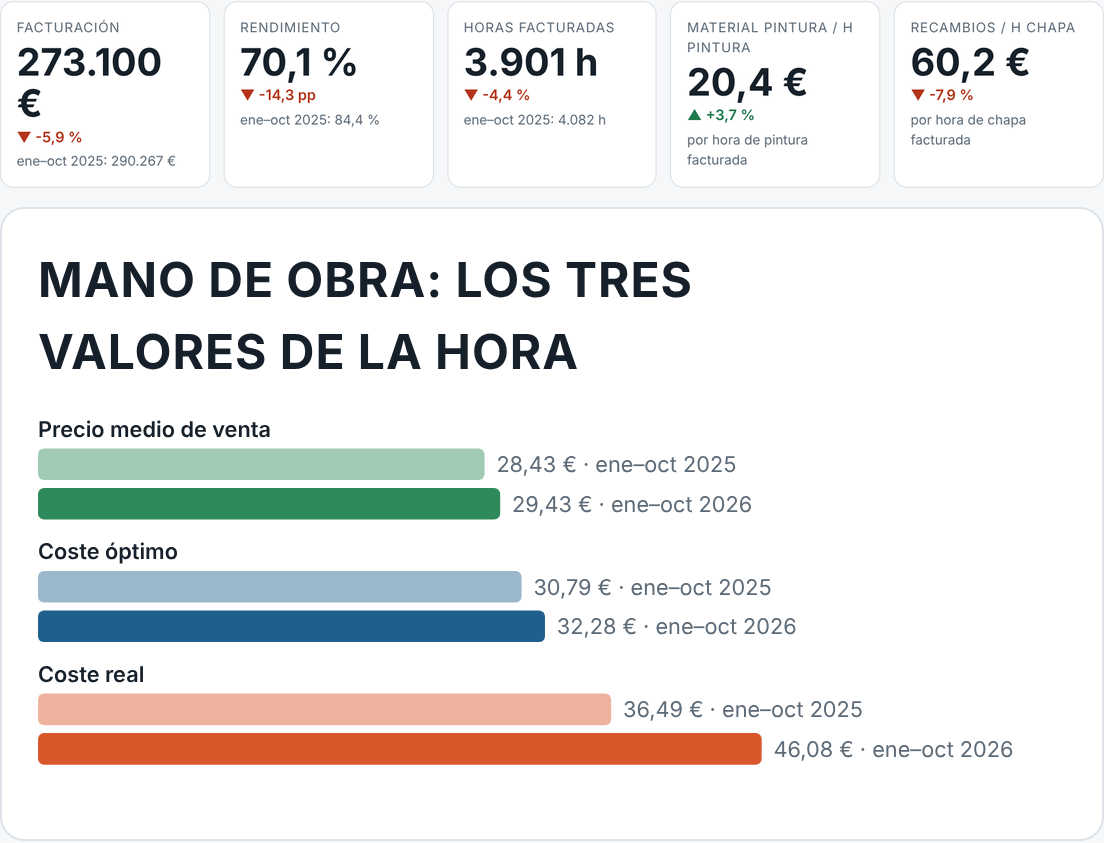 FACTURACIÓN
273.100
€
▼ -5,9 %
ene–oct 2025: 290.267 €
RENDIMIENTO
70,1 %
▼ -14,3 pp
ene–oct 2025: 84,4 %
HORAS FACTURADAS
3.901 h
▼ -4,4 %
ene–oct 2025: 4.082 h
MATERIAL PINTURA / H
PINTURA
20,4 €
▲ +3,7 %
por hora de pintura
facturada
RECAMBIOS / H CHAPA
60,2 €
▼ -7,9 %
por hora de chapa
facturada
MANO DE OBRA: LOS TRES
VALORES DE LA HORA
Precio medio de venta
28,43 € · ene–oct 2025
29,43 € · ene–oct 2026
Coste óptimo
30,79 € · ene–oct 2025
32,28 € · ene–oct 2026
Coste real
36,49 € · ene–oct 2025
46,08 € · ene–oct 2026